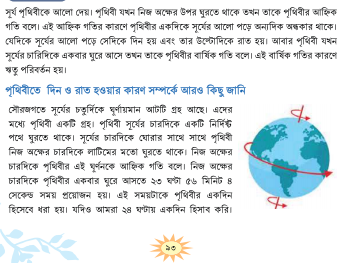 সূর্য পৃথিবীকে আলো দেয়। পৃথিবী যখন নিজ অক্ষের উপর ঘুরতে থাকে তখন তাকে পৃথিবীর আহ্নিক
গতি বলে। এই আহ্নিক গতির কারণে পৃথিবীর একদিকে সূর্যের আলো পড়ে অন্যদিক অন্ধকার থাকে।
যেদিকে সূর্যের আলো পড়ে সেদিকে দিন হয় এবং তার উল্টোদিকে রাত হয়। আবার পৃথিবী যখন
সূর্যের চারিদিকে একবার ঘুরে আসে তখন তাকে পৃথিবীর বার্ষিক গতি বলে। এই বার্ষিক গতির কারণে
ঋতু পরিবর্তন হয়।
পৃথিবীতে দিন ও রাত হওয়ার কারণ সম্পর্কে আরও কিছু জানি
সৌরজগতে সূর্যের চতুর্দিকে ঘূর্ণায়মান আটটি গ্রহ আছে। এদের
মধ্যে পৃথিবী একটি গ্রহ। পৃথিবী সূর্যের চারদিকে একটি নির্দিষ্ট
পথে ঘুরতে থাকে। সূর্যের চারদিকে ঘোরার সাথে সাথে পৃথিবী
নিজ অক্ষের চারদিকে লাটিমের মতো ঘুরতে থাকে। নিজ অক্ষের
চারদিকে পৃথিবীর এই ঘূর্ণনকে আহ্নিক গতি বলে। নিজ অক্ষের
চারদিকে পৃথিবীর একবার ঘুরে আসতে ২৩ ঘণ্টা ৫৬ মিনিট ৪
সেকেন্ড সময় প্রয়োজন হয়। এই সময়টাকে পৃথিবীর একদিন
হিসেবে ধরা হয়। যদিও আমরা ২৪ ঘণ্টায় একদিন হিসাব করি।
৯৩